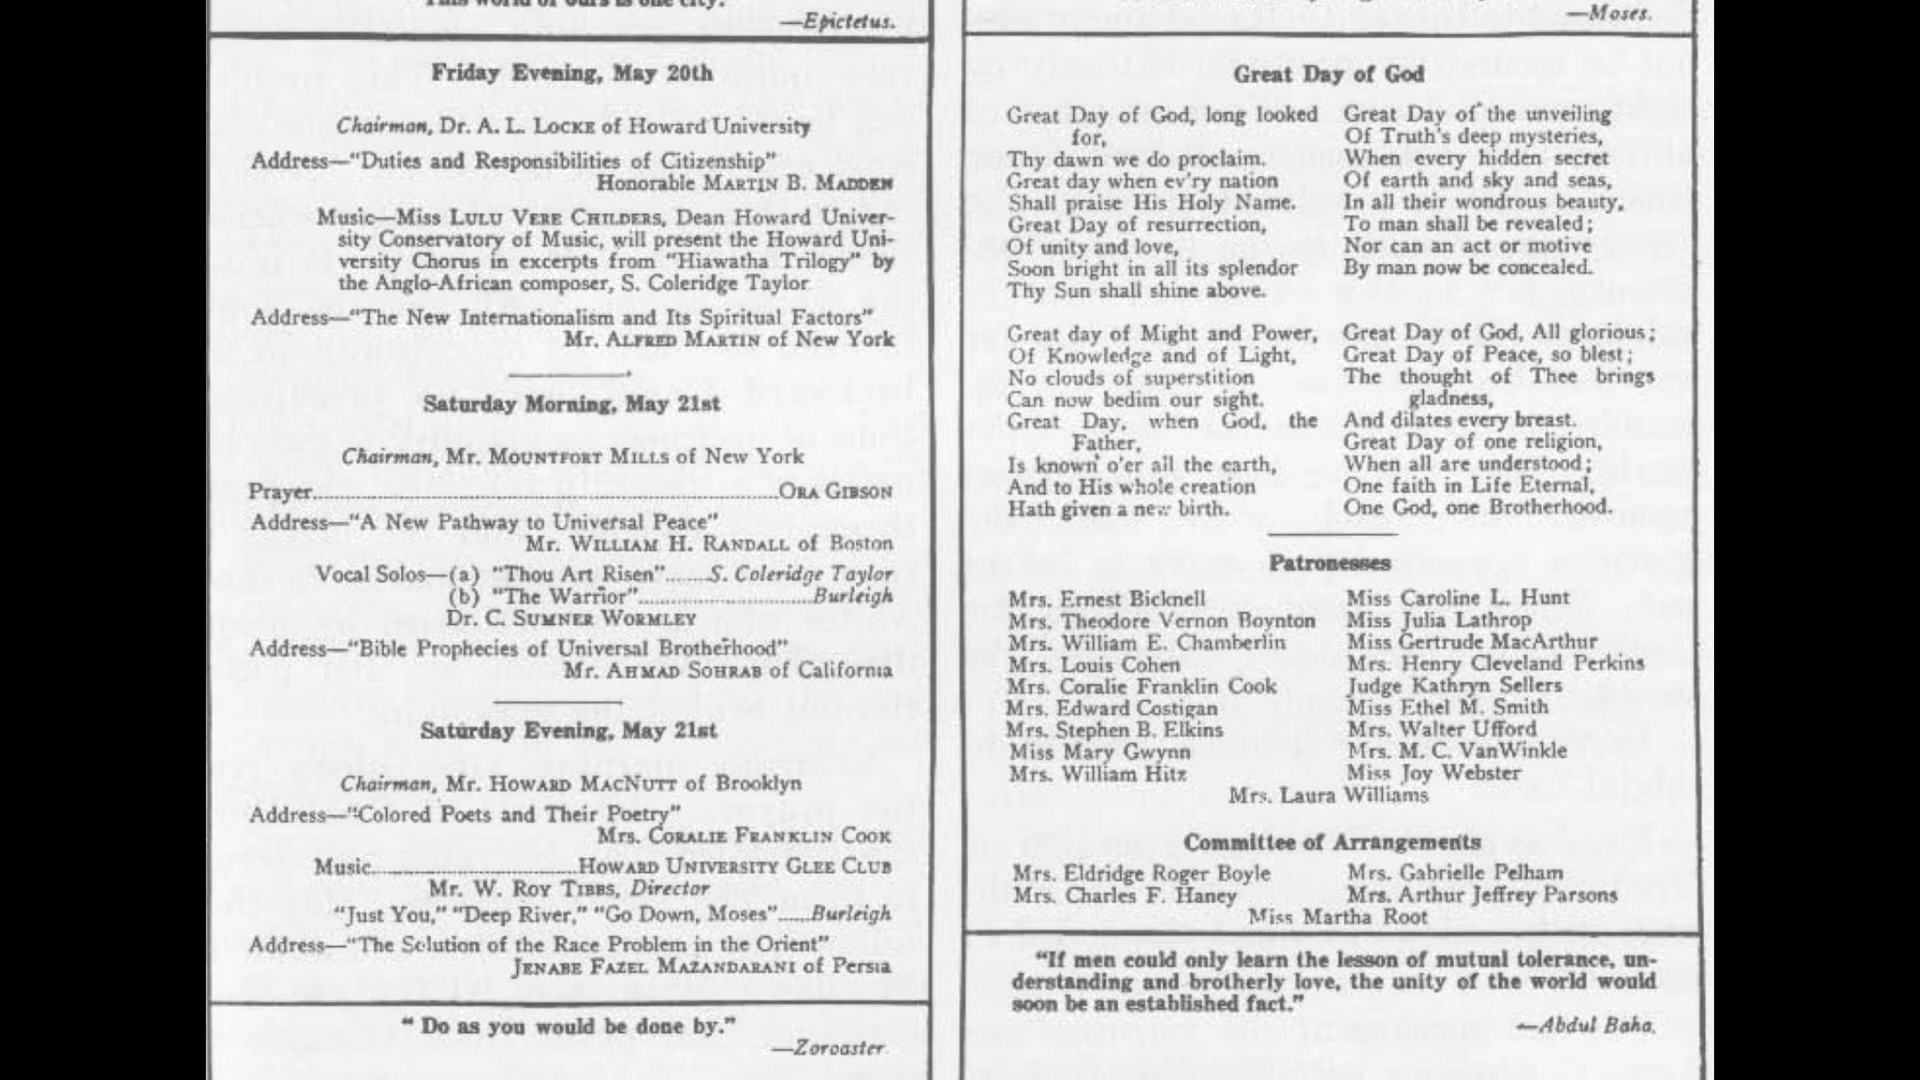 This world of ours is one city.
—Epictetus.
Friday Evening, May 20th
Chairman, Dr. A. L. LOCKE of Howard University
Address—"Duties and Responsibilities of Citizenship"
Honorable MARTIN B. MADDEN
Music—Miss LULU VERE CHILDERS, Dean Howard Univer-
sity Conservatory of Music, will present the Howard Uni-
versity Chorus in excerpts from "Hiawatha Trilogy" by
the Anglo-African composer, S. Coleridge Taylor
Address—"The New Internationalism and Its Spiritual Factors"
Mr. ALFRED MARTIN of New York
Saturday Morning, May 21st
Chairman, Mr. MOUNTFORT MILLS of New York
Prayer....................ORA GIBSON
Address—"A New Pathway to Universal Peace"
Mr. WILLIAM H. RANDALL of Boston
Vocal Solos—(a) "Thou Art Risen".......S. Coleridge Taylor
(b) "The Warrior"....................Burleigh
Dr. C. SUMNER WORMLEY
Address—"Bible Prophecies of Universal Brotherhood"
Mr. AHMAD SOHRAB of California
Saturday Evening, May 21st
Chairman, Mr. HOWARD MACNUTT of Brooklyn
Address—"Colored Poets and Their Poetry"
Mrs. CORALIE FRANKLIN COOK
Music....................HOWARD UNIVERSITY GLEE CLUB
Mr. W. ROY TIBBS, Director
"Just You," "Deep River," "Go Down, Moses"......Burleigh
Address—"The Solution of the Race Problem in the Orient"
JENABE FAZEL MAZANDARANI of Persia
"Do as you would be done by."
—Zoroaster.
—Moses.
Great Day of God
Great Day of God, long looked
for,
Thy dawn we do proclaim.
Great day when ev'ry nation
Shall praise His Holy Name.
Great Day of resurrection,
Of unity and love,
Soon bright in all its splendor
Thy Sun shall shine above.
Great day of Might and Power,
Of Knowledge and of Light,
No clouds of superstition
Can now bedim our sight.
Great Day, when God, the
Father,
Is known o'er all the earth,
And to His whole creation
Hath given a new birth.
Great Day of the unveiling
Of Truth's deep mysteries,
When every hidden secret
Of earth and sky and seas,
In all their wondrous beauty,
To man shall be revealed;
Nor can an act or motive
By man now be concealed.
Great Day of God, All glorious;
Great Day of Peace, so blest;
The thought of Thee brings
gladness,
And dilates every breast.
Great Day of one religion,
When all are understood;
One faith in Life Eternal,
One God, one Brotherhood.
Patronesses
Mrs. Ernest Bicknell
Mrs. Theodore Vernon Boynton
Mrs. William E. Chamberlin
Mrs. Louis Cohen
Mrs. Coralie Franklin Cook
Mrs. Edward Costigan
Mrs. Stephen B. Elkins
Miss Mary Gwynn
Mrs. William Hitz
Miss Caroline L. Hunt
Miss Julia Lathrop
Miss Gertrude MacArthur
Mrs. Henry Cleveland Perkins
Judge Kathryn Sellers
Miss Ethel M. Smith
Mrs. Walter Ufford
Mrs. M. C. VanWinkle
Miss Joy Webster
Mrs. Laura Williams
Committee of Arrangements
Mrs. Eldridge Roger Boyle
Mrs. Charles F. Haney
Mrs. Gabrielle Pelham
Mrs. Arthur Jeffrey Parsons
Miss Martha Root
"If men could only learn the lesson of mutual tolerance, un-
derstanding and brotherly love, the unity of the world would
soon be an established fact."
—Abdul Baha.